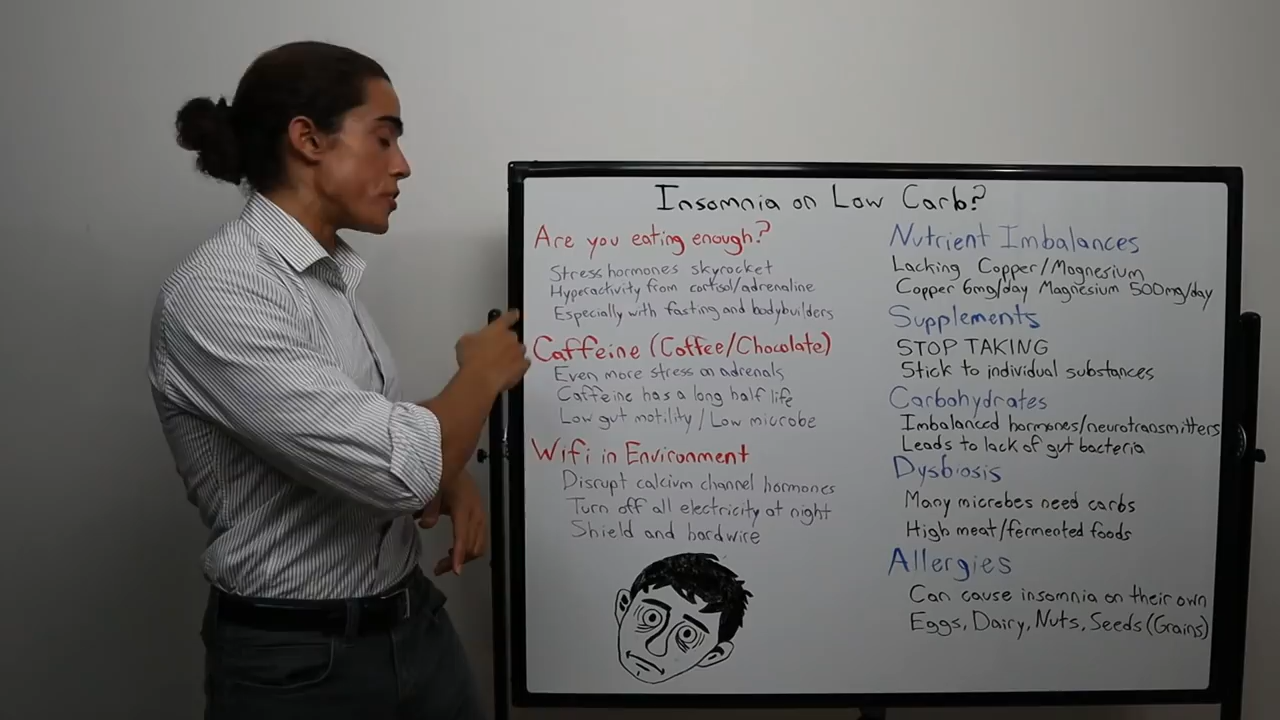 Insomnia on Low Carb?
Are you eating enough?
Stress hormones skyrocket
Hyperactivity from cortisol/adrenaline
Especially with fasting and bodybuilders
Caffeine (Coffee/Chocolate)
Even more stress on adrenals
Caffeine has a long half life
Low gut motility/Low microbe
Wifi in Environment
Disrupt calcium channel hormones
Turn off all electricity at night
Shield and hardwire
Nutrient Imbalances
Lacking Copper/Magnesium
Copper 6mg/day Magnesium 500mg/day
Supplements
STOP TAKING
Stick to individual substances
Carbohydrates
Imbalanced hormones/neurotransmitters
Leads to lack of gut bacteria
Dysbiosis
Many microbes need carbs
High meat/fermented foods
Allergies
Can cause insomnia on their own
Eggs, Dairy, Nuts, Seeds (Grains)